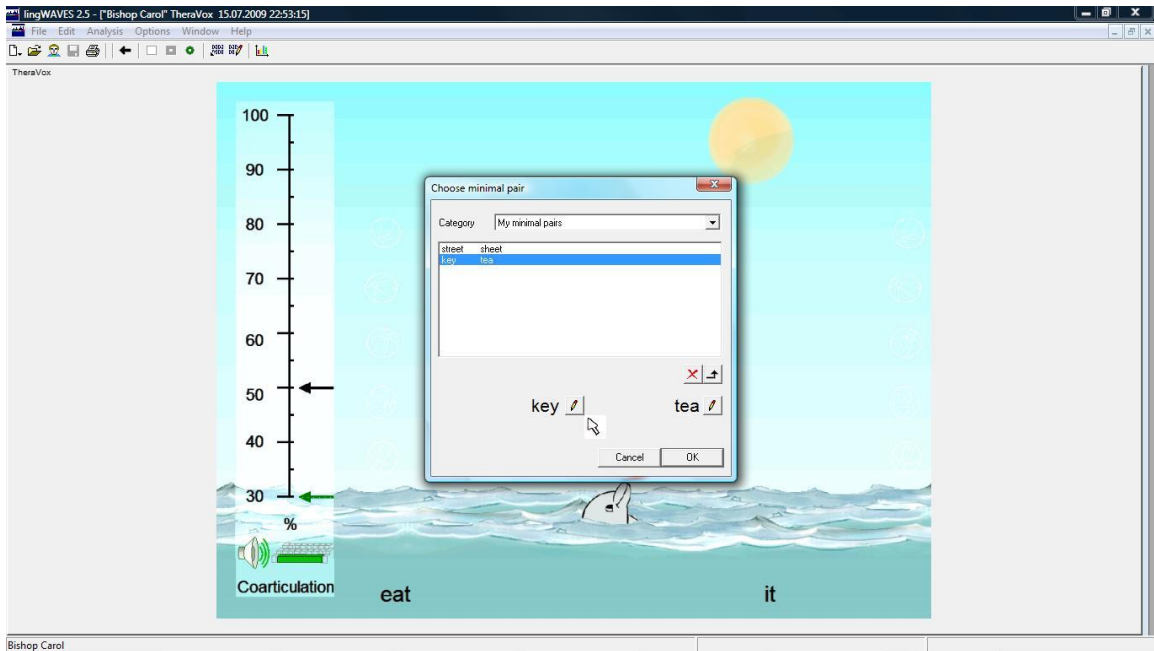 lingWAVES 2.5 - ["Bishop Carol" TheraVox 15.07.2009 22:53:15]
File Edit Analysis Options Window Help
TheraVox
100
90
80
70
60
50
40
30
%
Coarticulation
Choose minimal pair
Category My minimal pairs
street sheet
key tea
key tea
Cancel OK
eat it
Bishop Carol